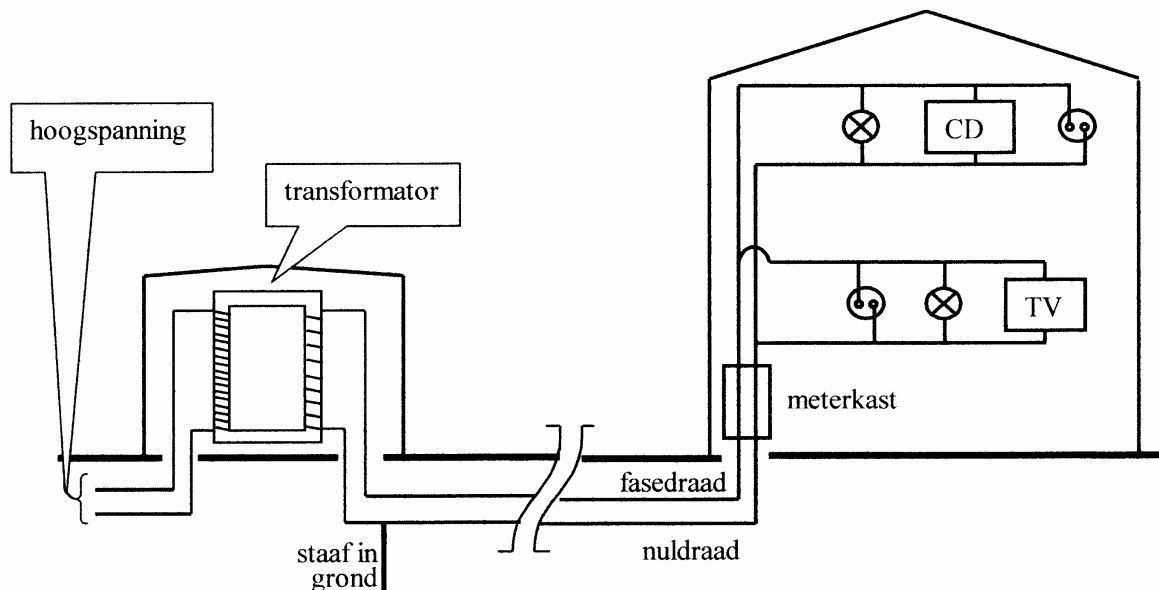 hoogspanning
transformator
CD
TV
meterkast
fasedraad
nuldraad
staaf in
grond